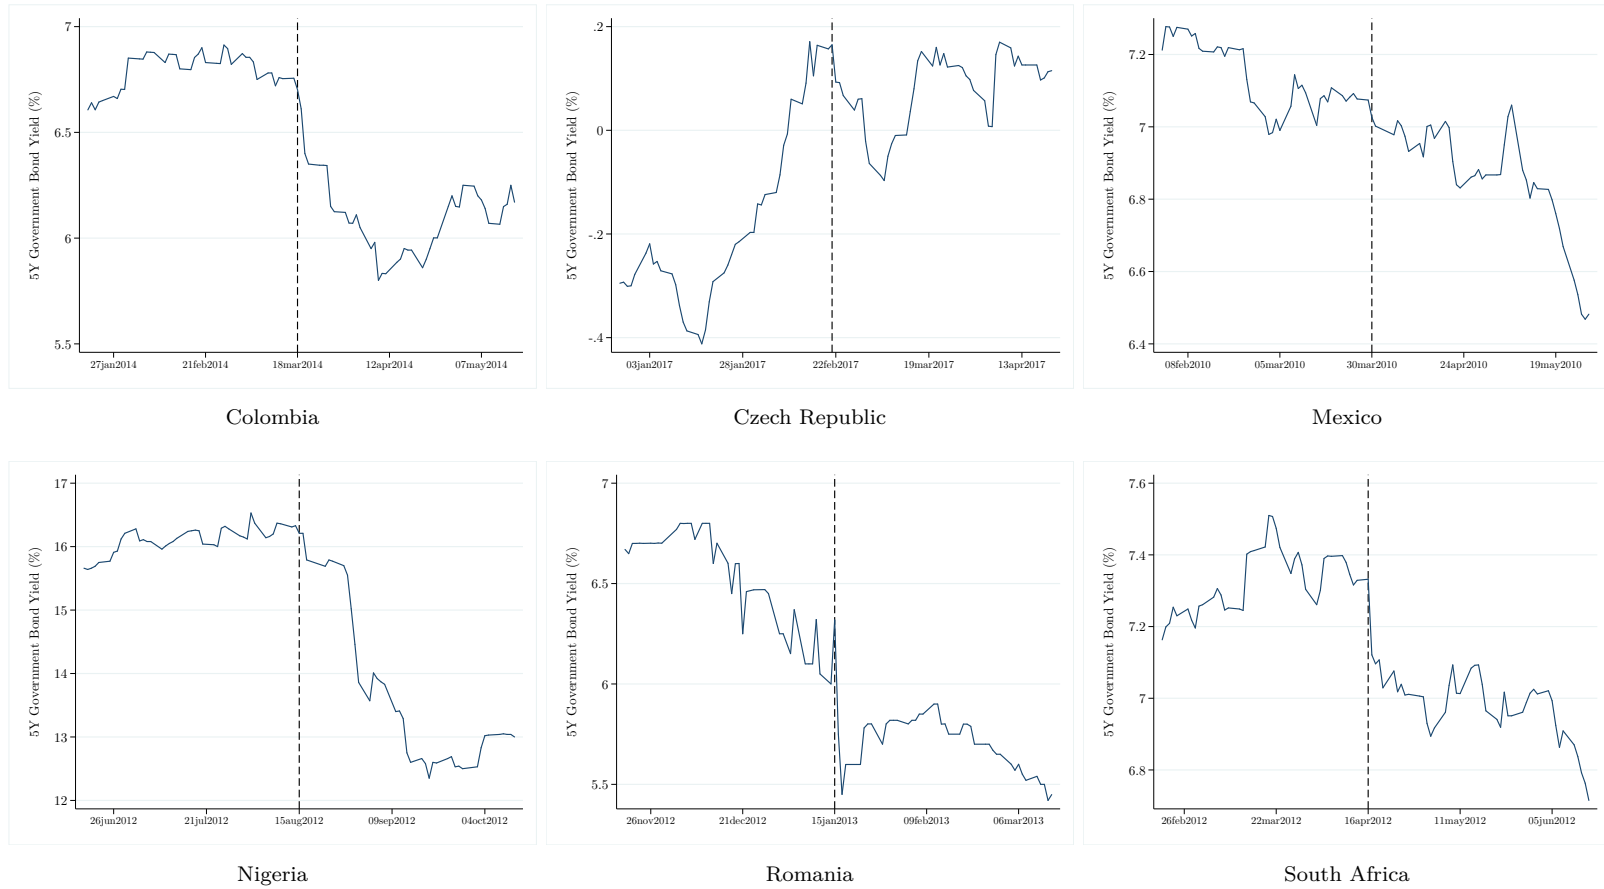 5Y Government Bond Yield (%)
7
6.5
6
5.5
27jan2014 21feb2014 18mar2014 12apr2014 07may2014
Colombia
5Y Government Bond Yield (%)
.2
0
-.2
-.4
03jan2017 28jan2017 22feb2017 19mar2017 13apr2017
Czech Republic
5Y Government Bond Yield (%)
7.2
7
6.8
6.6
6.4
08feb2010 05mar2010 30mar2010 24apr2010 19may2010
Mexico
5Y Government Bond Yield (%)
17
16
15
14
13
12
26jun2012 21jul2012 15aug2012 09sep2012 04oct2012
Nigeria
5Y Government Bond Yield (%)
7
6.5
6
5.5
26nov2012 21dec2012 15jan2013 09feb2013 06mar2013
Romania
5Y Government Bond Yield (%)
7.6
7.4
7.2
7
6.8
26feb2012 22mar2012 16apr2012 11may2012 05jun2012
South Africa